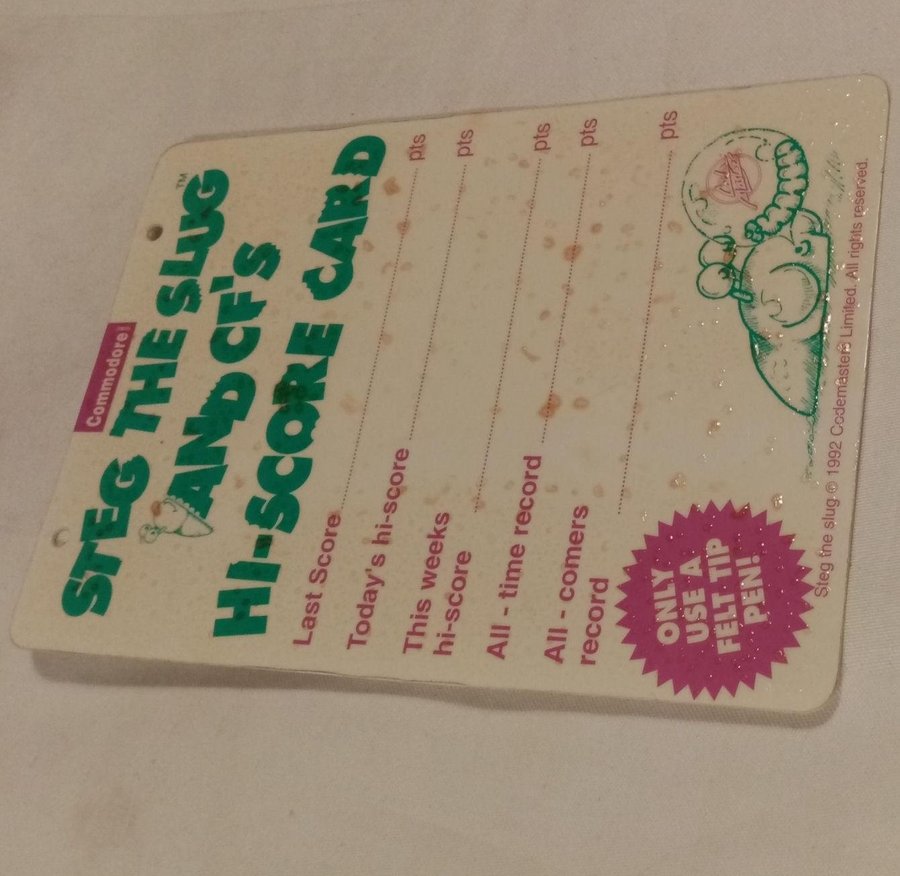 Commodore
STEG THE SLUG™
AND CF'S
HI-SCORE CARD
Last Score pts
Today's hi-score pts
This weeks
hi-score pts
All - time record pts
All - comers
record pts
ONLY
USE A
FELT TIP
PEN!
Steg the slug © 1992 Codemasters Limited. All rights reserved.